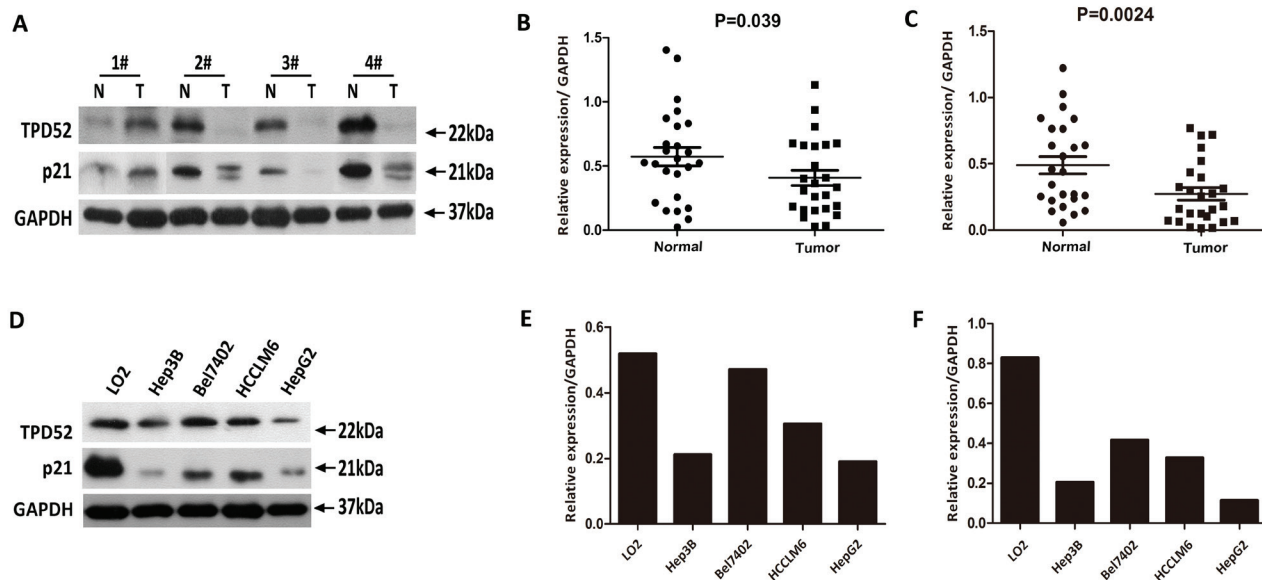 A
1# 2# 3# 4#
N T N T N T N T
TPD52
22kDa
p21
21kDa
GAPDH
37kDa
B
P=0.039
Relative expression/ GAPDH
1.5
1.0
0.5
0.0
Normal Tumor
C
P=0.0024
Relative expression/ GAPDH
1.5
1.0
0.5
0.0
Normal Tumor
D
LO2 Hep3B Bel7402 HCCLM6 HepG2
TPD52
22kDa
p21
21kDa
GAPDH
37kDa
E
Relative expression/GAPDH
0.6
0.4
0.2
0.0
LO2 Hep3B Bel7402 HCCLM6 HepG2
F
Relative expression/GAPDH
1.0
0.8
0.6
0.4
0.2
0.0
LO2 Hep3B Bel7402 HCCLM6 HepG2